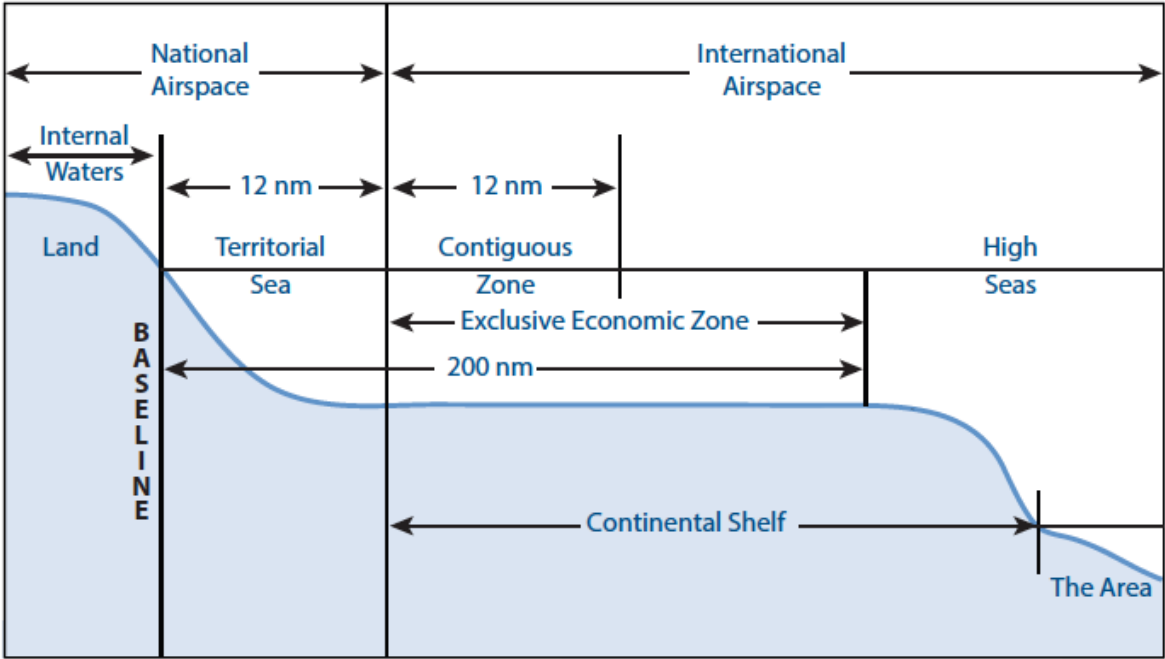 National
Airspace
International
Airspace
Internal
Waters
12 nm
12 nm
Land
Territorial
Sea
Contiguous
Zone
High
Seas
Exclusive Economic Zone
200 nm
BASELINE
Continental Shelf
The Area